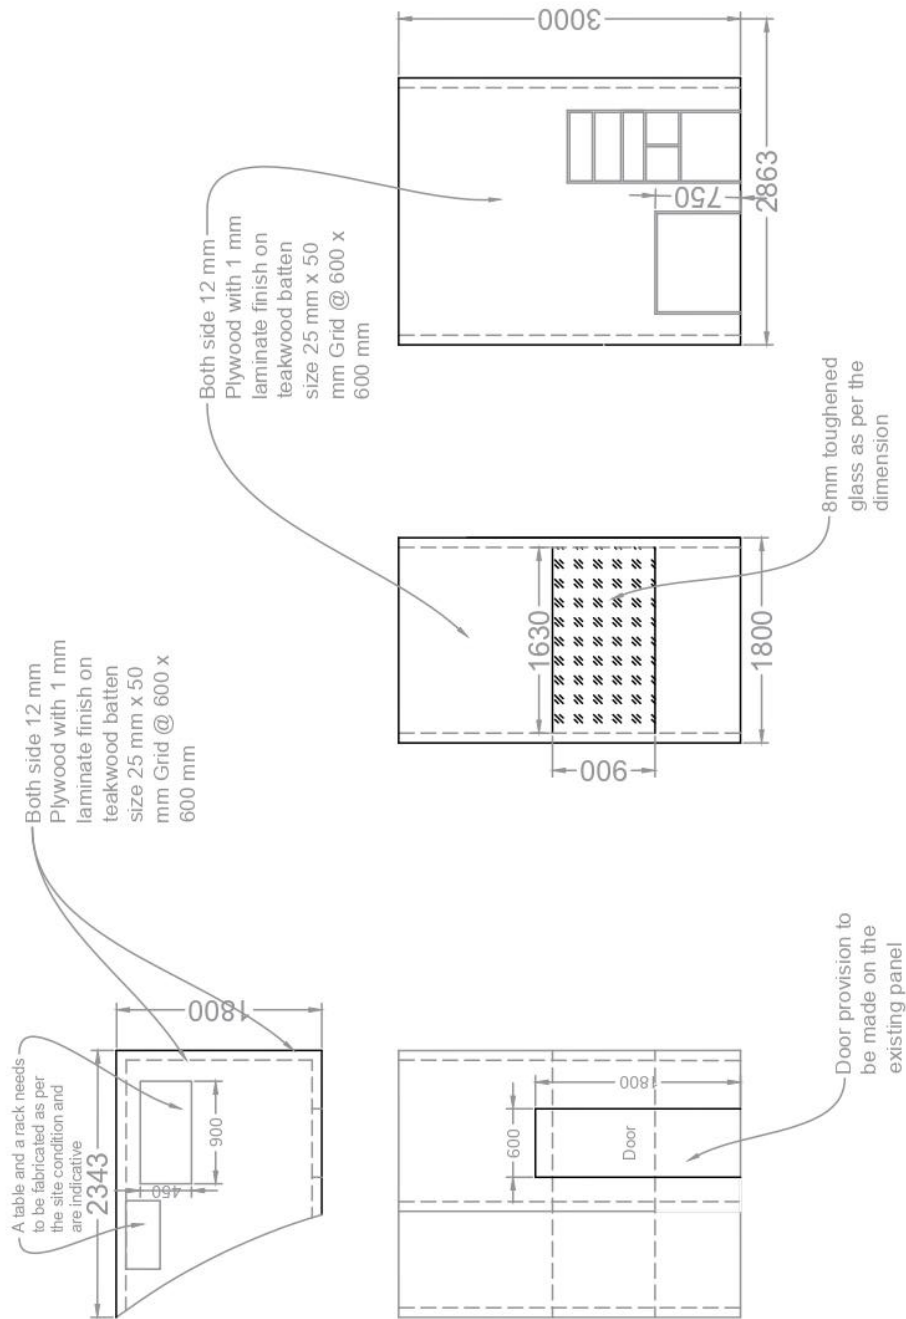 A table and a rack needs
to be fabricated as per
the site condition and
are indicative
2343
1800
900
450
Both side 12 mm
Plywood with 1 mm
laminate finish on
teakwood batten
size 25 mm x 50
mm Grid @ 600 x
600 mm
600
1800
Door
Door provision to
be made on the
existing panel
Both side 12 mm
Plywood with 1 mm
laminate finish on
teakwood batten
size 25 mm x 50
mm Grid @ 600 x
600 mm
1630
900
1800
8mm toughened
glass as per the
dimension
3000
750
2863